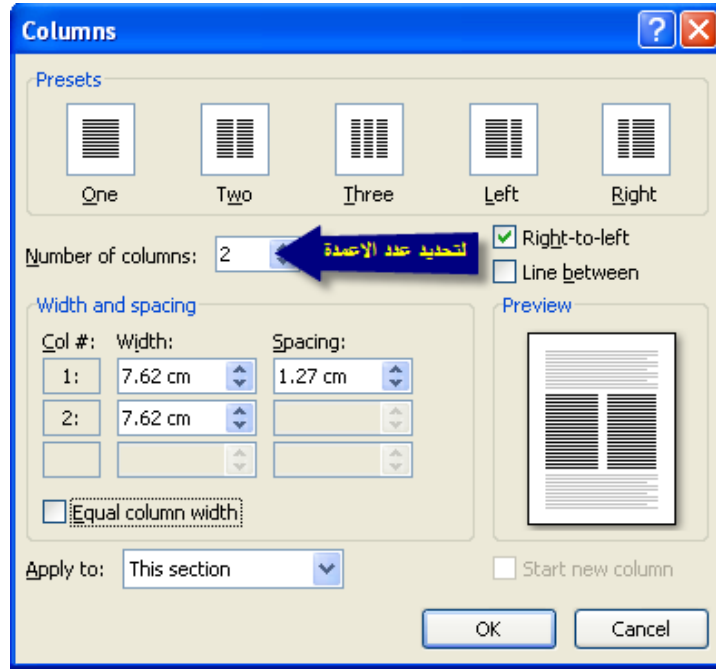 Columns
Presets
One Two Three Left Right
Number of columns: 2 لتحديد عدد الاعمدة Right-to-left
Line between
Width and spacing Preview
Col #: Width: Spacing:
1: 7.62 cm 1.27 cm
2: 7.62 cm
Equal column width
Apply to: This section Start new column
OK Cancel